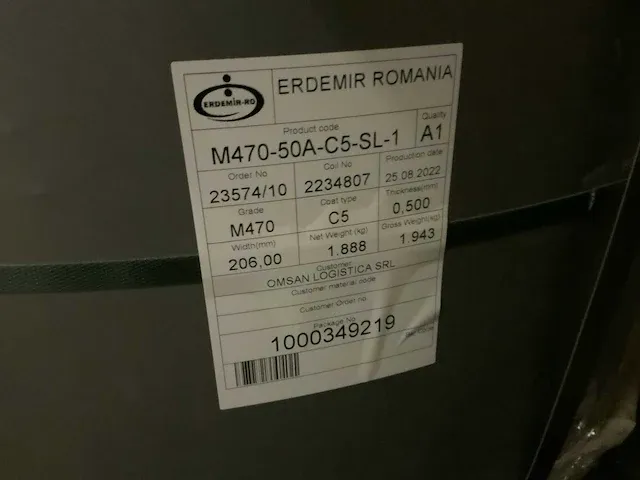 ERDEMİR-RO
ERDEMIR ROMANIA
Product code
M470-50A-C5-SL-1
Quality
A1
Order No
23574/10
Coil No
2234807
Production date
25.08.2022
Grade
M470
Coat type
C5
Thickness(mm)
0,500
Width(mm)
206,00
Net Weight (kg)
1.888
Gross Weight(kg)
1.943
Customer
OMSAN LOGISTICA SRL
Customer material code
Customer Order no
Package No
1000349219